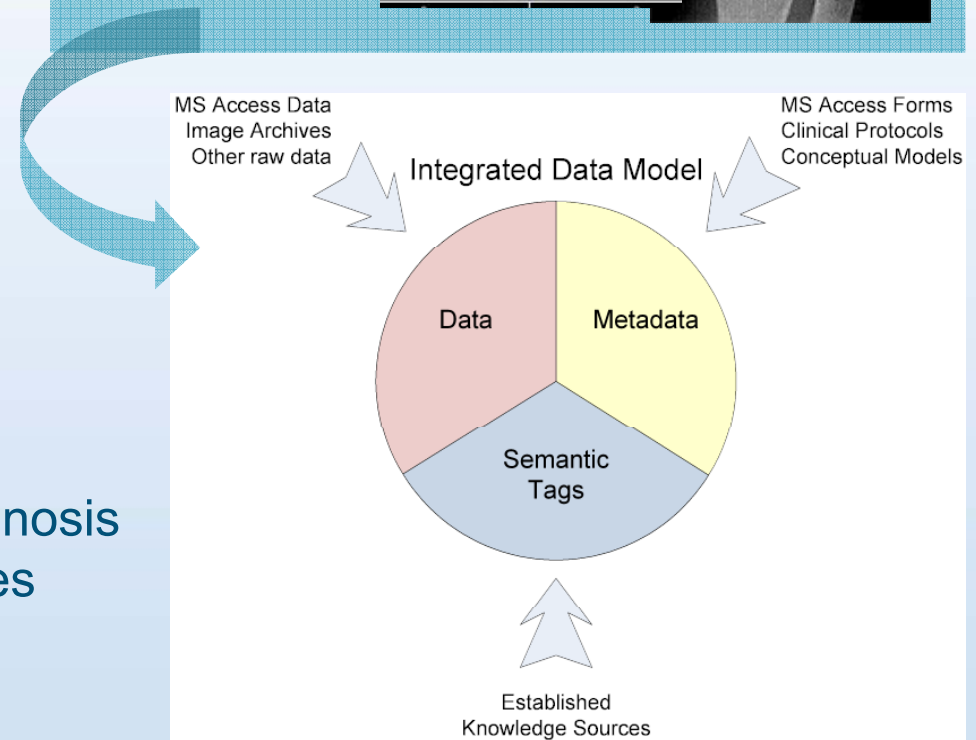 MS Access Data
Image Archives
Other raw data
MS Access Forms
Clinical Protocols
Conceptual Models
Integrated Data Model
Data
Metadata
Semantic
Tags
nosis
es
Established
Knowledge Sources